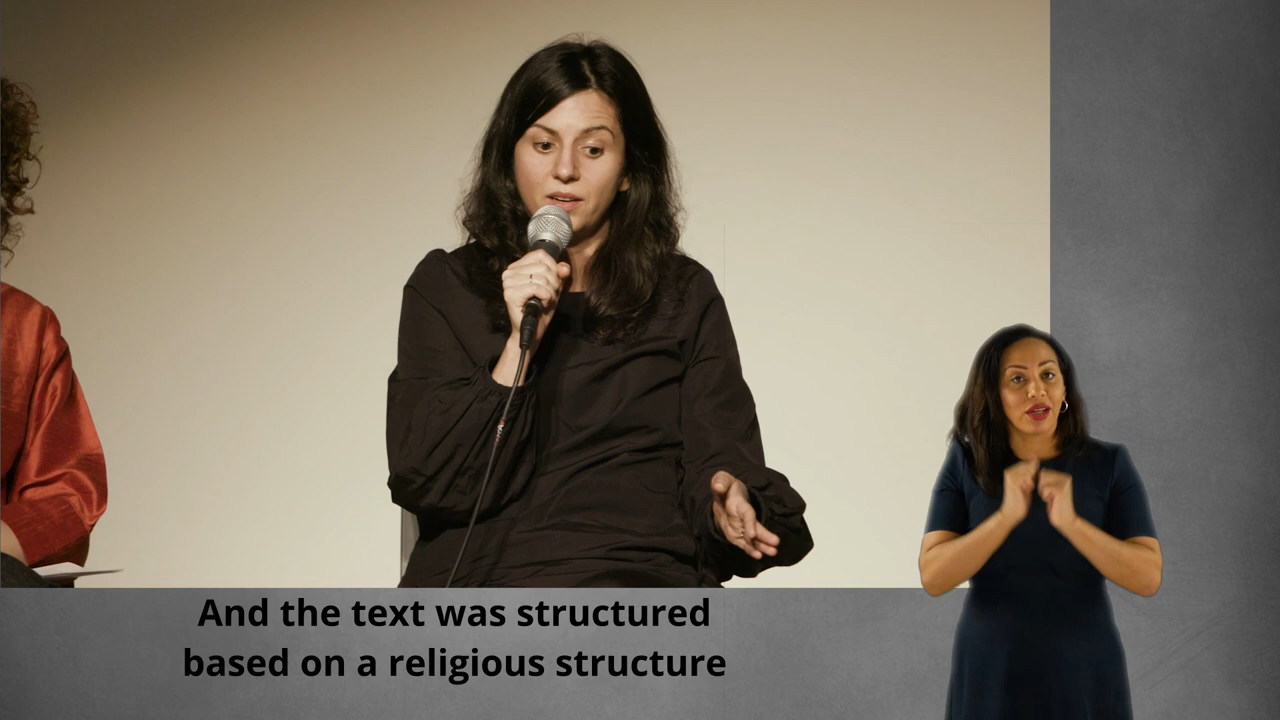 And the text was structured
based on a religious structure